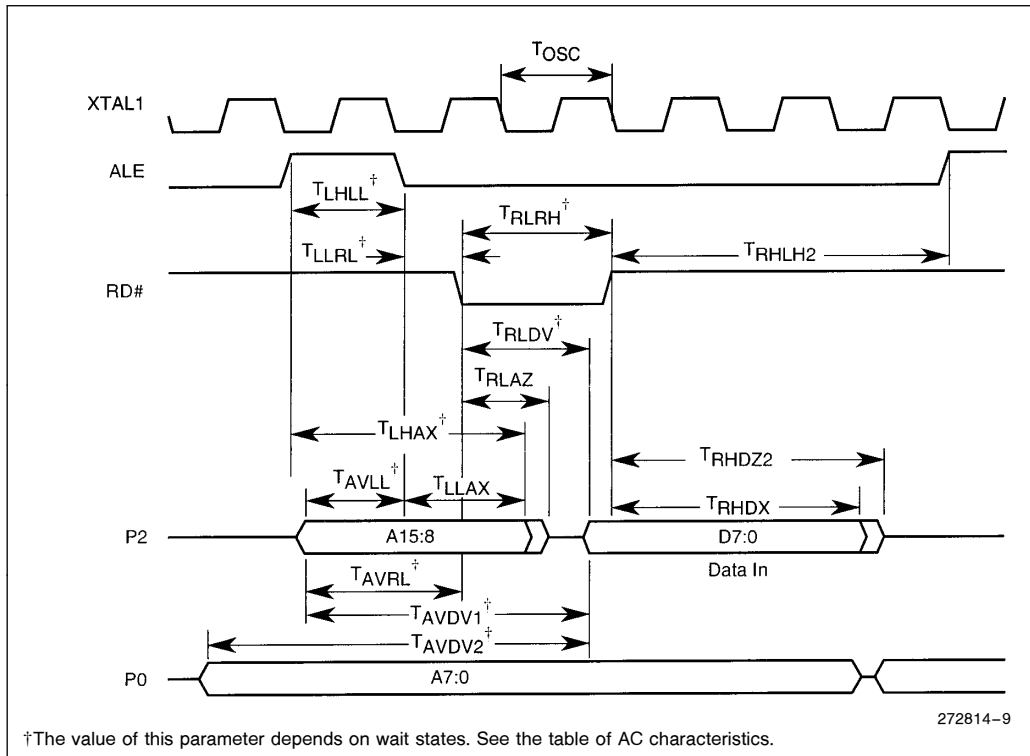 TOSC
XTAL1
ALE
TLHLL†
TRLRH†
TLLRL†
TRHLH2
RD#
TRLDV†
TRLAZ
TLHAX†
TRHDZ2
TAVLL†
TLLAX
TRHDX
P2
A15:8
D7:0
TAVRL†
Data In
TAVDV1†
TAVDV2†
P0
A7:0
272814–9
†The value of this parameter depends on wait states. See the table of AC characteristics.